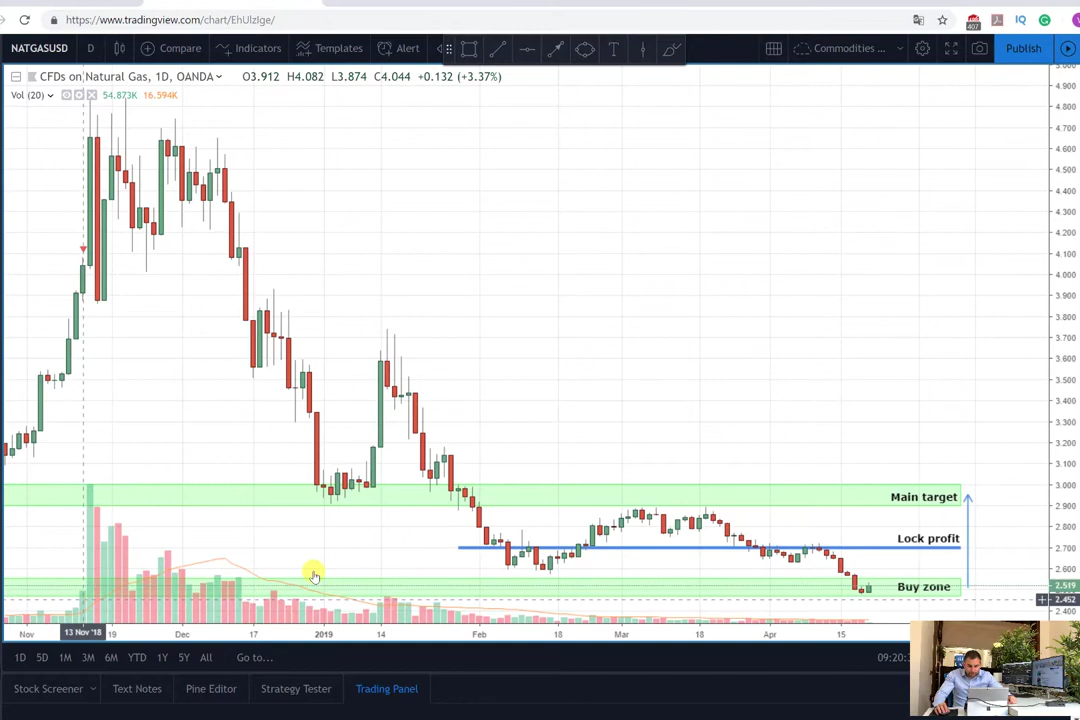 https://www.tradingview.com/chart/EhUlzIge/
407
IQ
NATGASUSD D Compare Indicators Templates Alert T Commodities ... Publish
CFDs on Natural Gas, 1D, OANDA O3.912 H4.082 L3.874 C4.044 +0.132 (+3.37%)
Vol (20) 54.873K 16.594K
5.000
4.900
4.800
4.700
4.600
4.500
4.400
4.300
4.200
4.100
4.000
3.900
3.800
3.700
3.600
3.500
3.400
3.300
3.200
3.100
3.000
Main target
2.900
2.800
Lock profit
2.700
2.600
Buy zone
2.519
2.452
2.400
Nov 13 Nov '18 19 Dec 17 2019 14 Feb 18 Mar 18 Apr 15
1D 5D 1M 3M 6M YTD 1Y 5Y All Go to...
Stock Screener Text Notes Pine Editor Strategy Tester Trading Panel